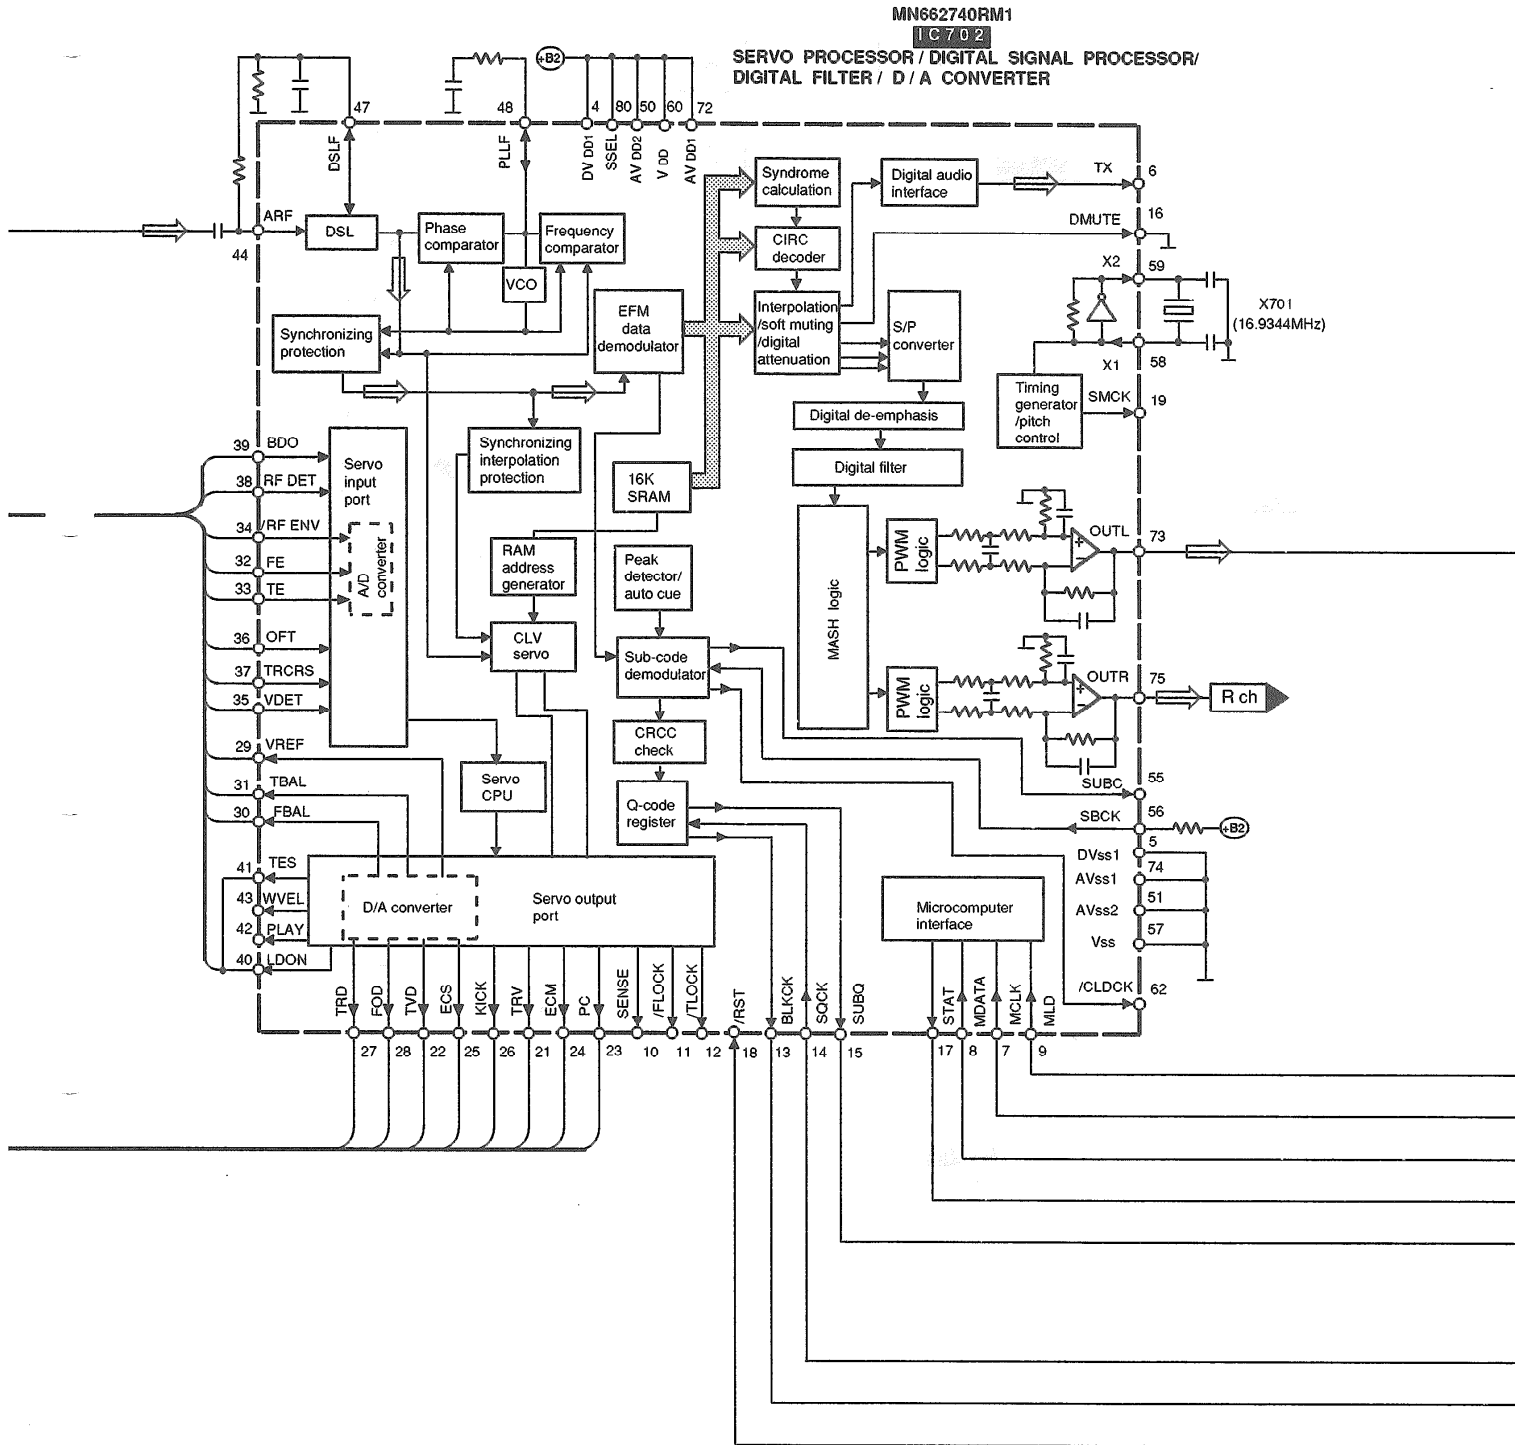 MN662740RM1
IC702
SERVO PROCESSOR / DIGITAL SIGNAL PROCESSOR/
DIGITAL FILTER / D/A CONVERTER
+B2
47
48
4
80
50
60
72
DSLF
PLLF
DV DD1
SSEL
AV DD2
V DD
AV DD1
ARF
44
DSL
Phase
comparator
Frequency
comparator
VCO
Synchronizing
protection
EFM
data
demodulator
Syndrome
calculation
CIRC
decoder
Interpolation
/soft muting
/digital
attenuation
Digital audio
interface
S/P
converter
Digital de-emphasis
Digital filter
TX
6
DMUTE
16
X2
59
X701
(16.9344MHz)
X1
58
Timing
generator
/pitch
control
SMCK
19
39
BDO
38
RF DET
34
/RF ENV
32
FE
33
TE
36
OFT
37
TRCRS
35
VDET
29
VREF
31
TBAL
30
FBAL
41
TES
43
WVEL
42
PLAY
40
LDON
Servo
input
port
A/D
converter
Synchronizing
interpolation
protection
16K
SRAM
RAM
address
generator
Peak
detector/
auto cue
CLV
servo
Sub-code
demodulator
CRCC
check
Servo
CPU
Q-code
register
MASH logic
PWM
logic
OUTL
73
PWM
logic
OUTR
75
R ch
SUBC
55
SBCK
56
+B2
5
DVss1
74
AVss1
51
AVss2
57
Vss
/CLDCK
62
D/A converter
Servo output
port
Microcomputer
interface
TRD
FOD
TVD
ECS
KICK
TRV
ECM
PC
SENSE
/FLOCK
/TLOCK
/RST
BLKCK
SQCK
SUBQ
STAT
MDATA
MCLK
MLD
27
28
22
25
26
21
24
23
10
11
12
18
13
14
15
17
8
7
9